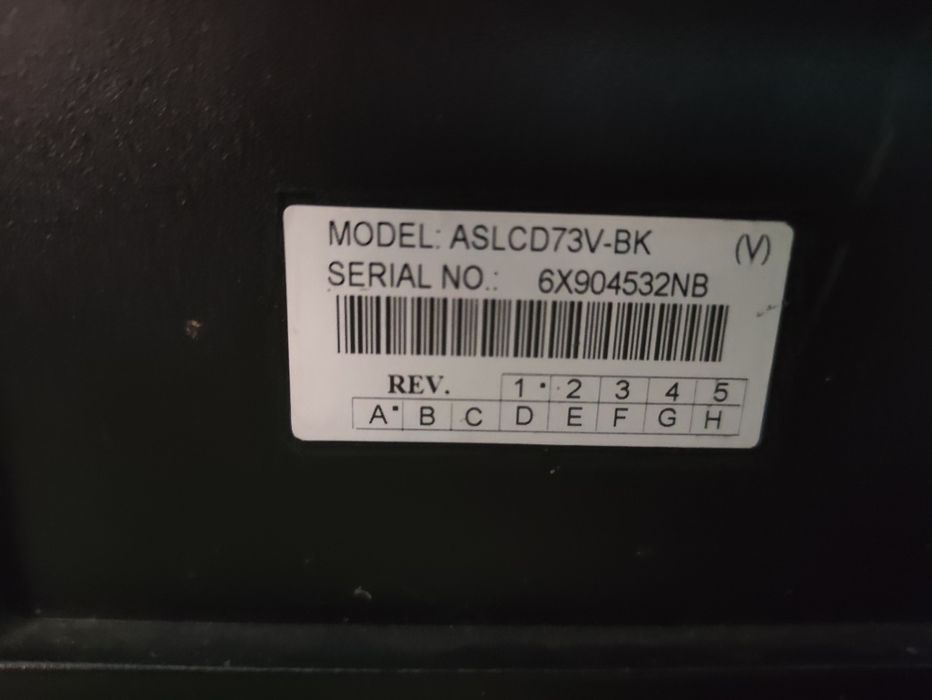 MODEL: ASLCD73V-BK (V)
SERIAL NO.: 6X904532NB
REV. 1 2 3 4 5
A B C D E F G H